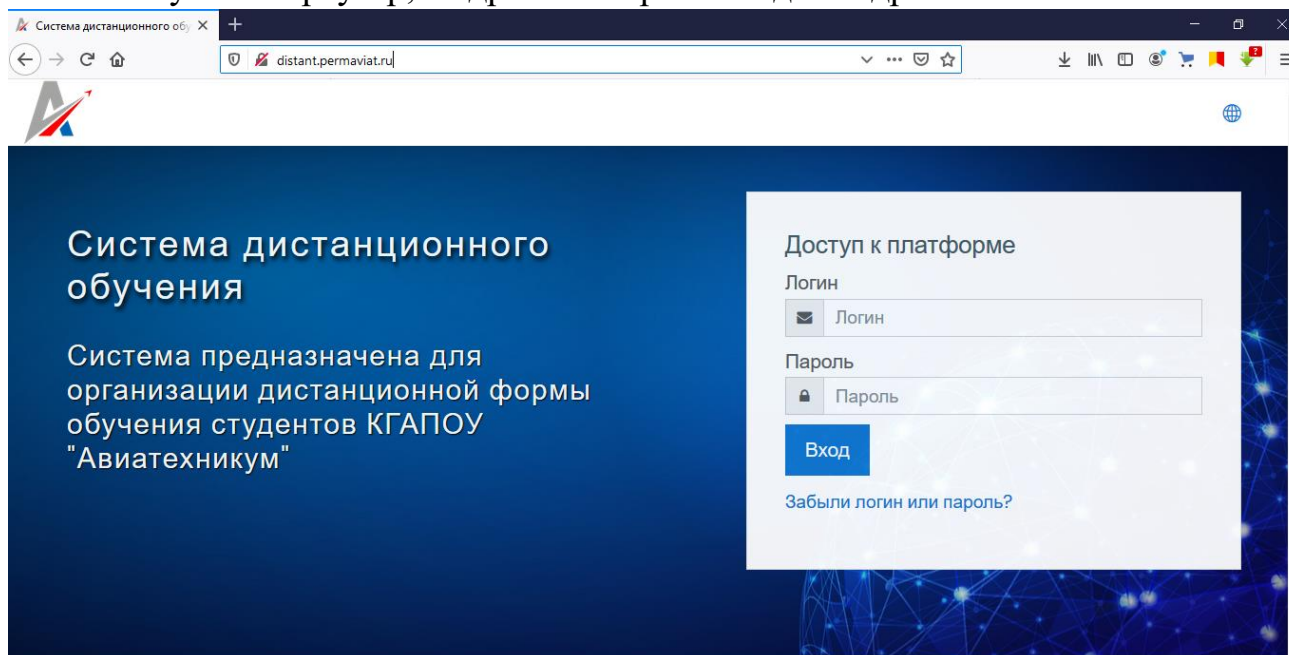 Система дистанционного об
distant.permaviat.ru
Система дистанционного
обучения
Система предназначена для
организации дистанционной формы
обучения студентов КГАПОУ
"Авиатехникум"
Доступ к платформе
Логин
Логин
Пароль
Пароль
Вход
Забыли логин или пароль?